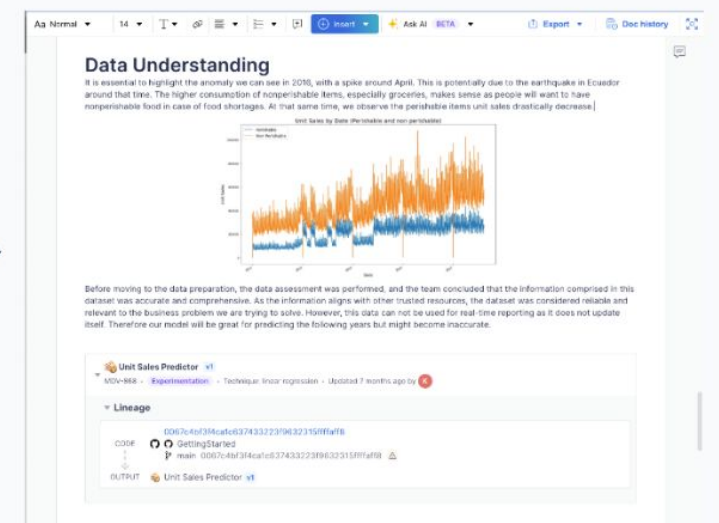 Aa Normal
14
T
Insert
Ask AI BETA
Export
Doc history
Data Understanding
It is essential to highlight the anomaly we can see in 2016, with a spike around April. This is potentially due to the earthquake in Ecuador
around that time. The higher consumption of nonperishable items, especially groceries, makes sense as people will want to have
nonperishable food in case of food shortages. At that same time, we observe the perishable items unit sales drastically decrease.
Unit Sales by Date (Perishable and non perishable)
Perishable
Non Perishable
Unit Sales
Date
Before moving to the data preparation, the data assessment was performed, and the team concluded that the information comprised in this
dataset was accurate and comprehensive. As the information aligns with other trusted resources, the dataset was considered reliable and
relevant to the business problem we are trying to solve. However, this data can not be used for real-time reporting as it does not update
itself. Therefore our model will be great for predicting the following years but might become inaccurate.
Unit Sales Predictor v1
MDV-868 - Experimentation - Technique: linear regression - Updated 7 months ago by K
Lineage
CODE
GettingStarted
main
OUTPUT
Unit Sales Predictor v1